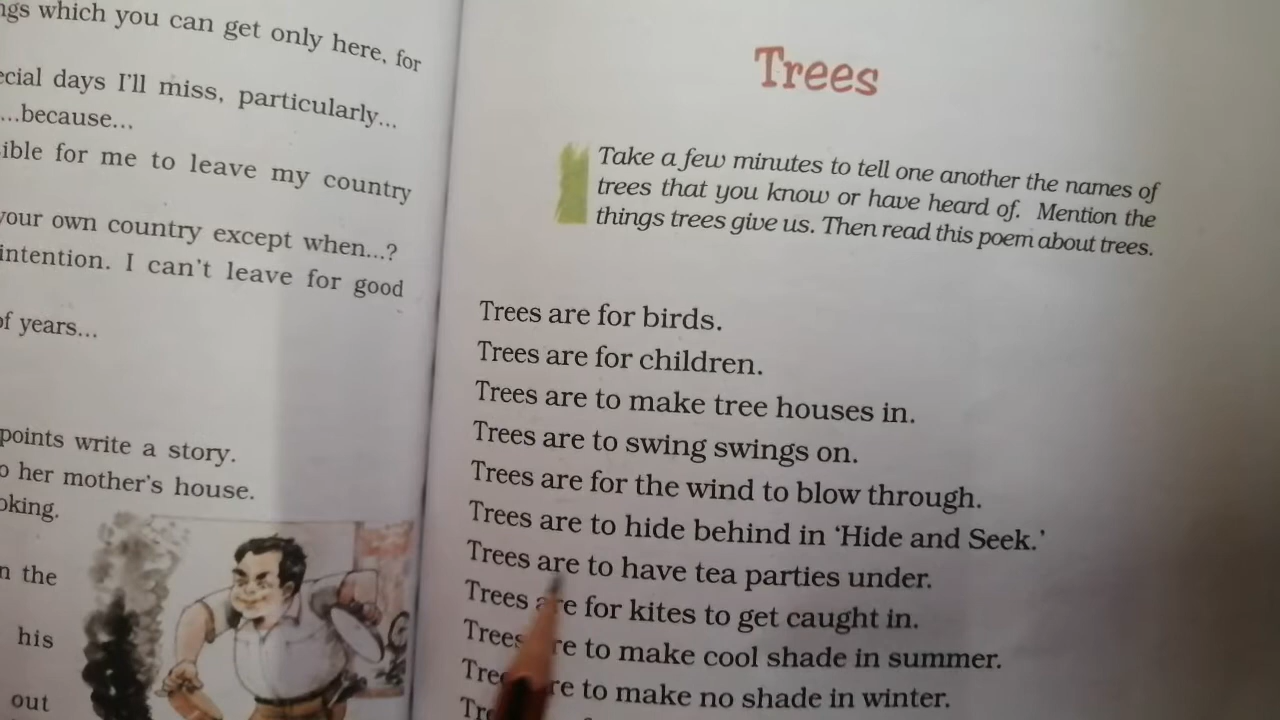 ngs which you can get only here, for
ecial days I'll miss, particularly...
...because...
ible for me to leave my country
your own country except when...?
intention. I can't leave for good
of years...
points write a story.
o her mother's house.
oking.
n the
his
out
Trees
Take a few minutes to tell one another the names of
trees that you know or have heard of. Mention the
things trees give us. Then read this poem about trees.
Trees are for birds.
Trees are for children.
Trees are to make tree houses in.
Trees are to swing swings on.
Trees are for the wind to blow through.
Trees are to hide behind in ‘Hide and Seek.’
Trees are to have tea parties under.
Trees are for kites to get caught in.
Trees are to make cool shade in summer.
Trees are to make no shade in winter.